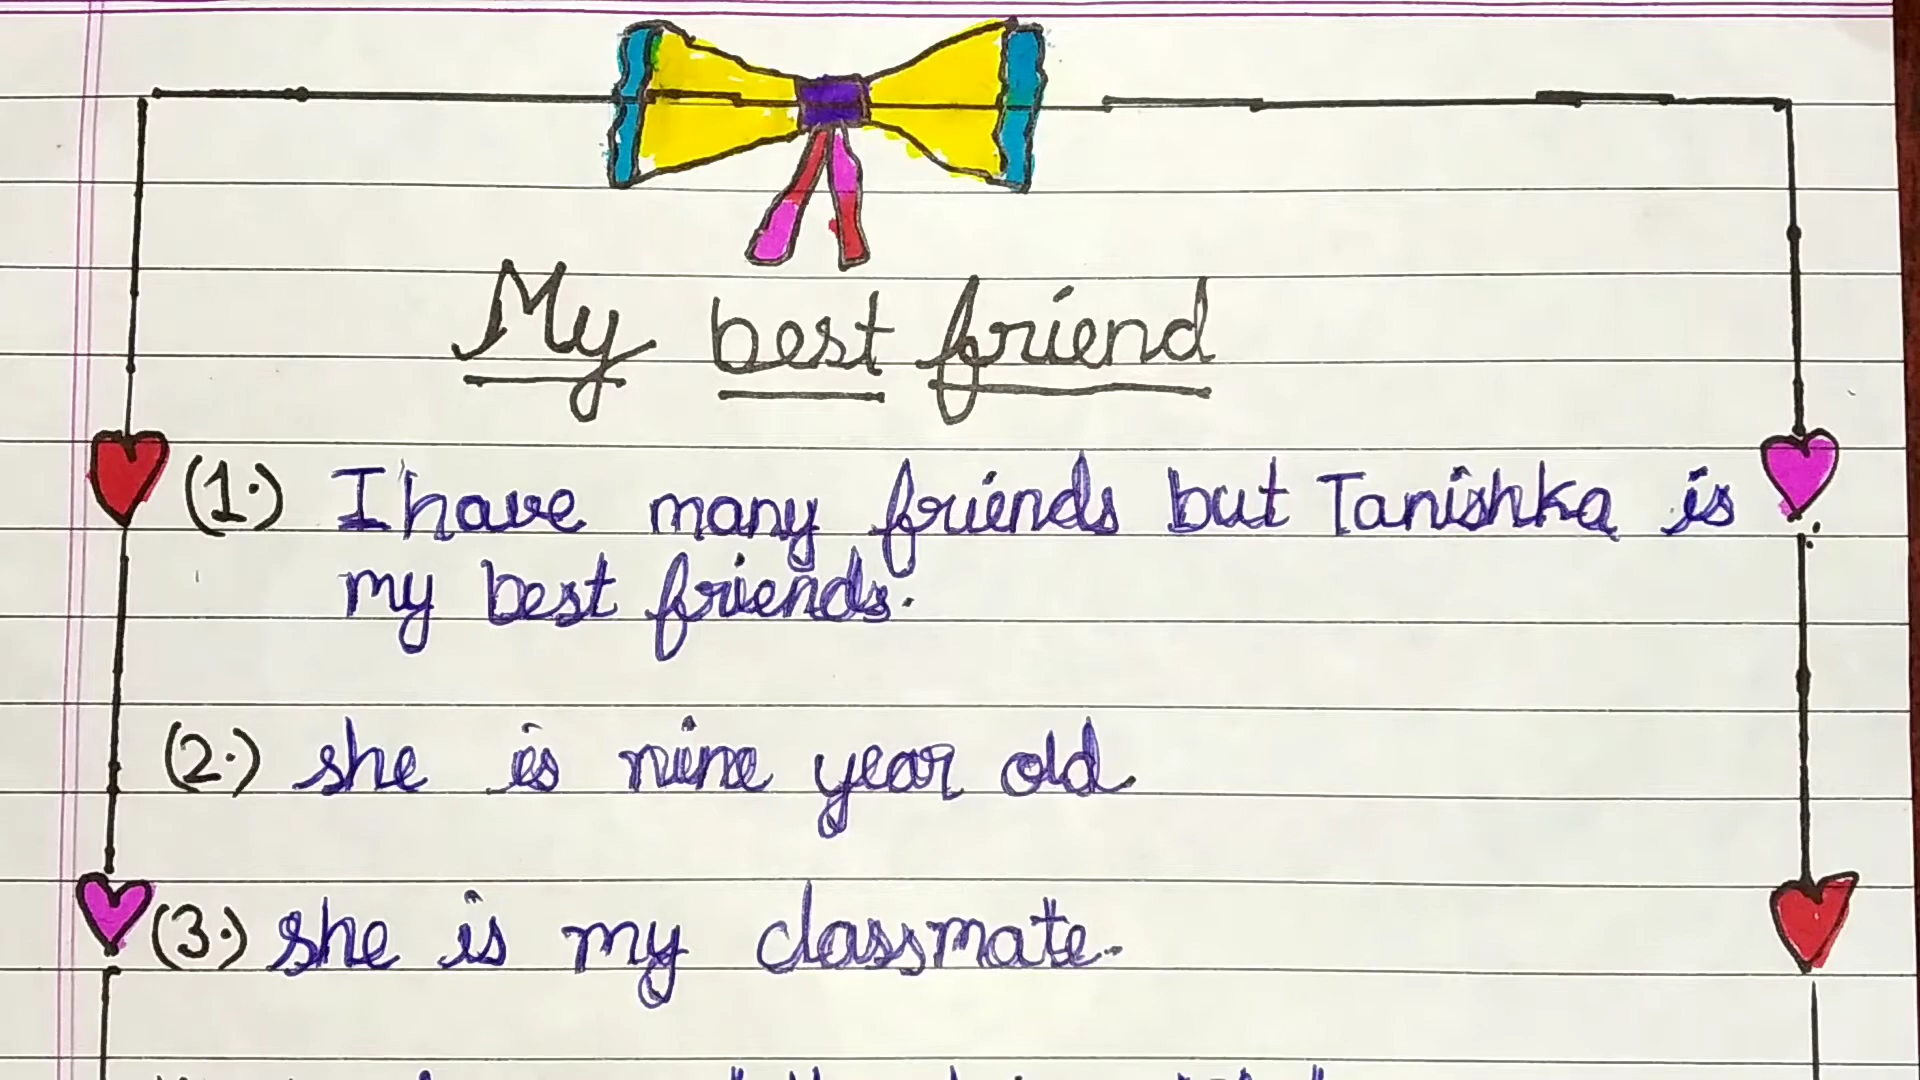 My best friend
(1.) I have many friends but Tanishka is
my best friends.
(2.) she is nine year old
(3.) she is my classmate.